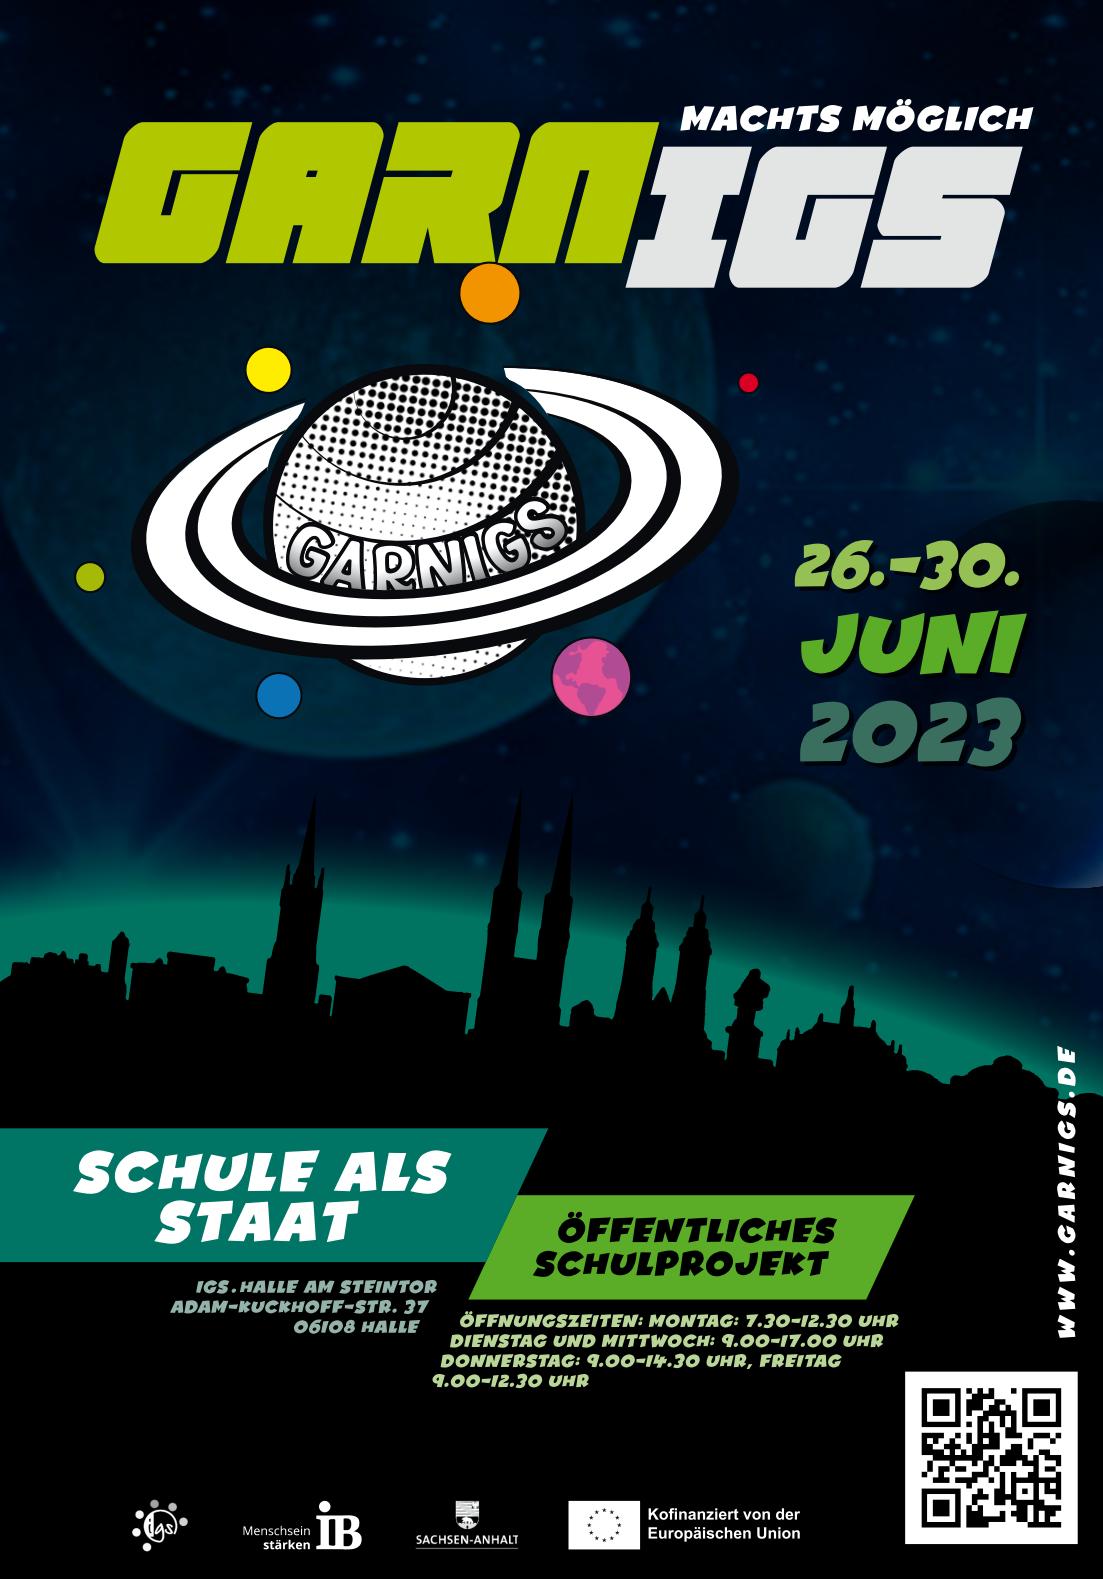 MACHTS MÖGLICH
GARNIGS
GARNIGS
26.-30.
JUNI
2023
WWW.GARNIGS.DE
SCHULE ALS
STAAT
ÖFFENTLICHES
SCHULPROJEKT
IGS.HALLE AM STEINTOR
ADAM-KUCKHOFF-STR. 37
06108 HALLE
ÖFFNUNGSZEITEN: MONTAG: 7.30-12.30 UHR
DIENSTAG UND MITTWOCH: 9.00-17.00 UHR
DONNERSTAG: 9.00-14.30 UHR, FREITAG
9.00-12.30 UHR
igs
Menschsein
stärken
IB
SACHSEN-ANHALT
Kofinanziert von der
Europäischen Union